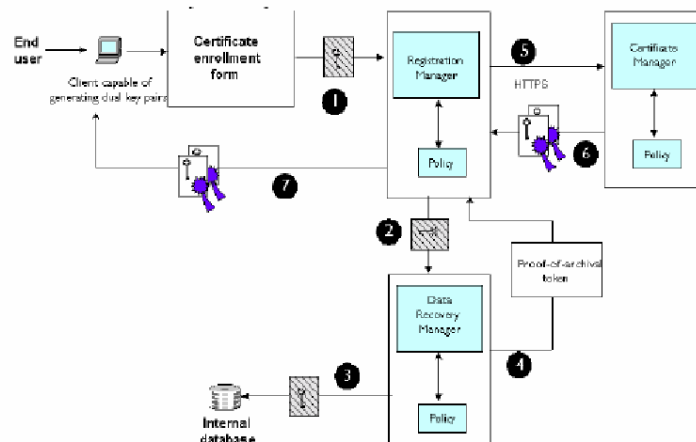 End
user
Client capable of
generating dual key pairs
Certificate
enrollment
form
1
Registration
Manager
Policy
5
HTTPS
Certificate
Manager
Policy
6
7
2
Proof-of-archival
token
Data
Recovery
Manager
Policy
4
3
Internal
database